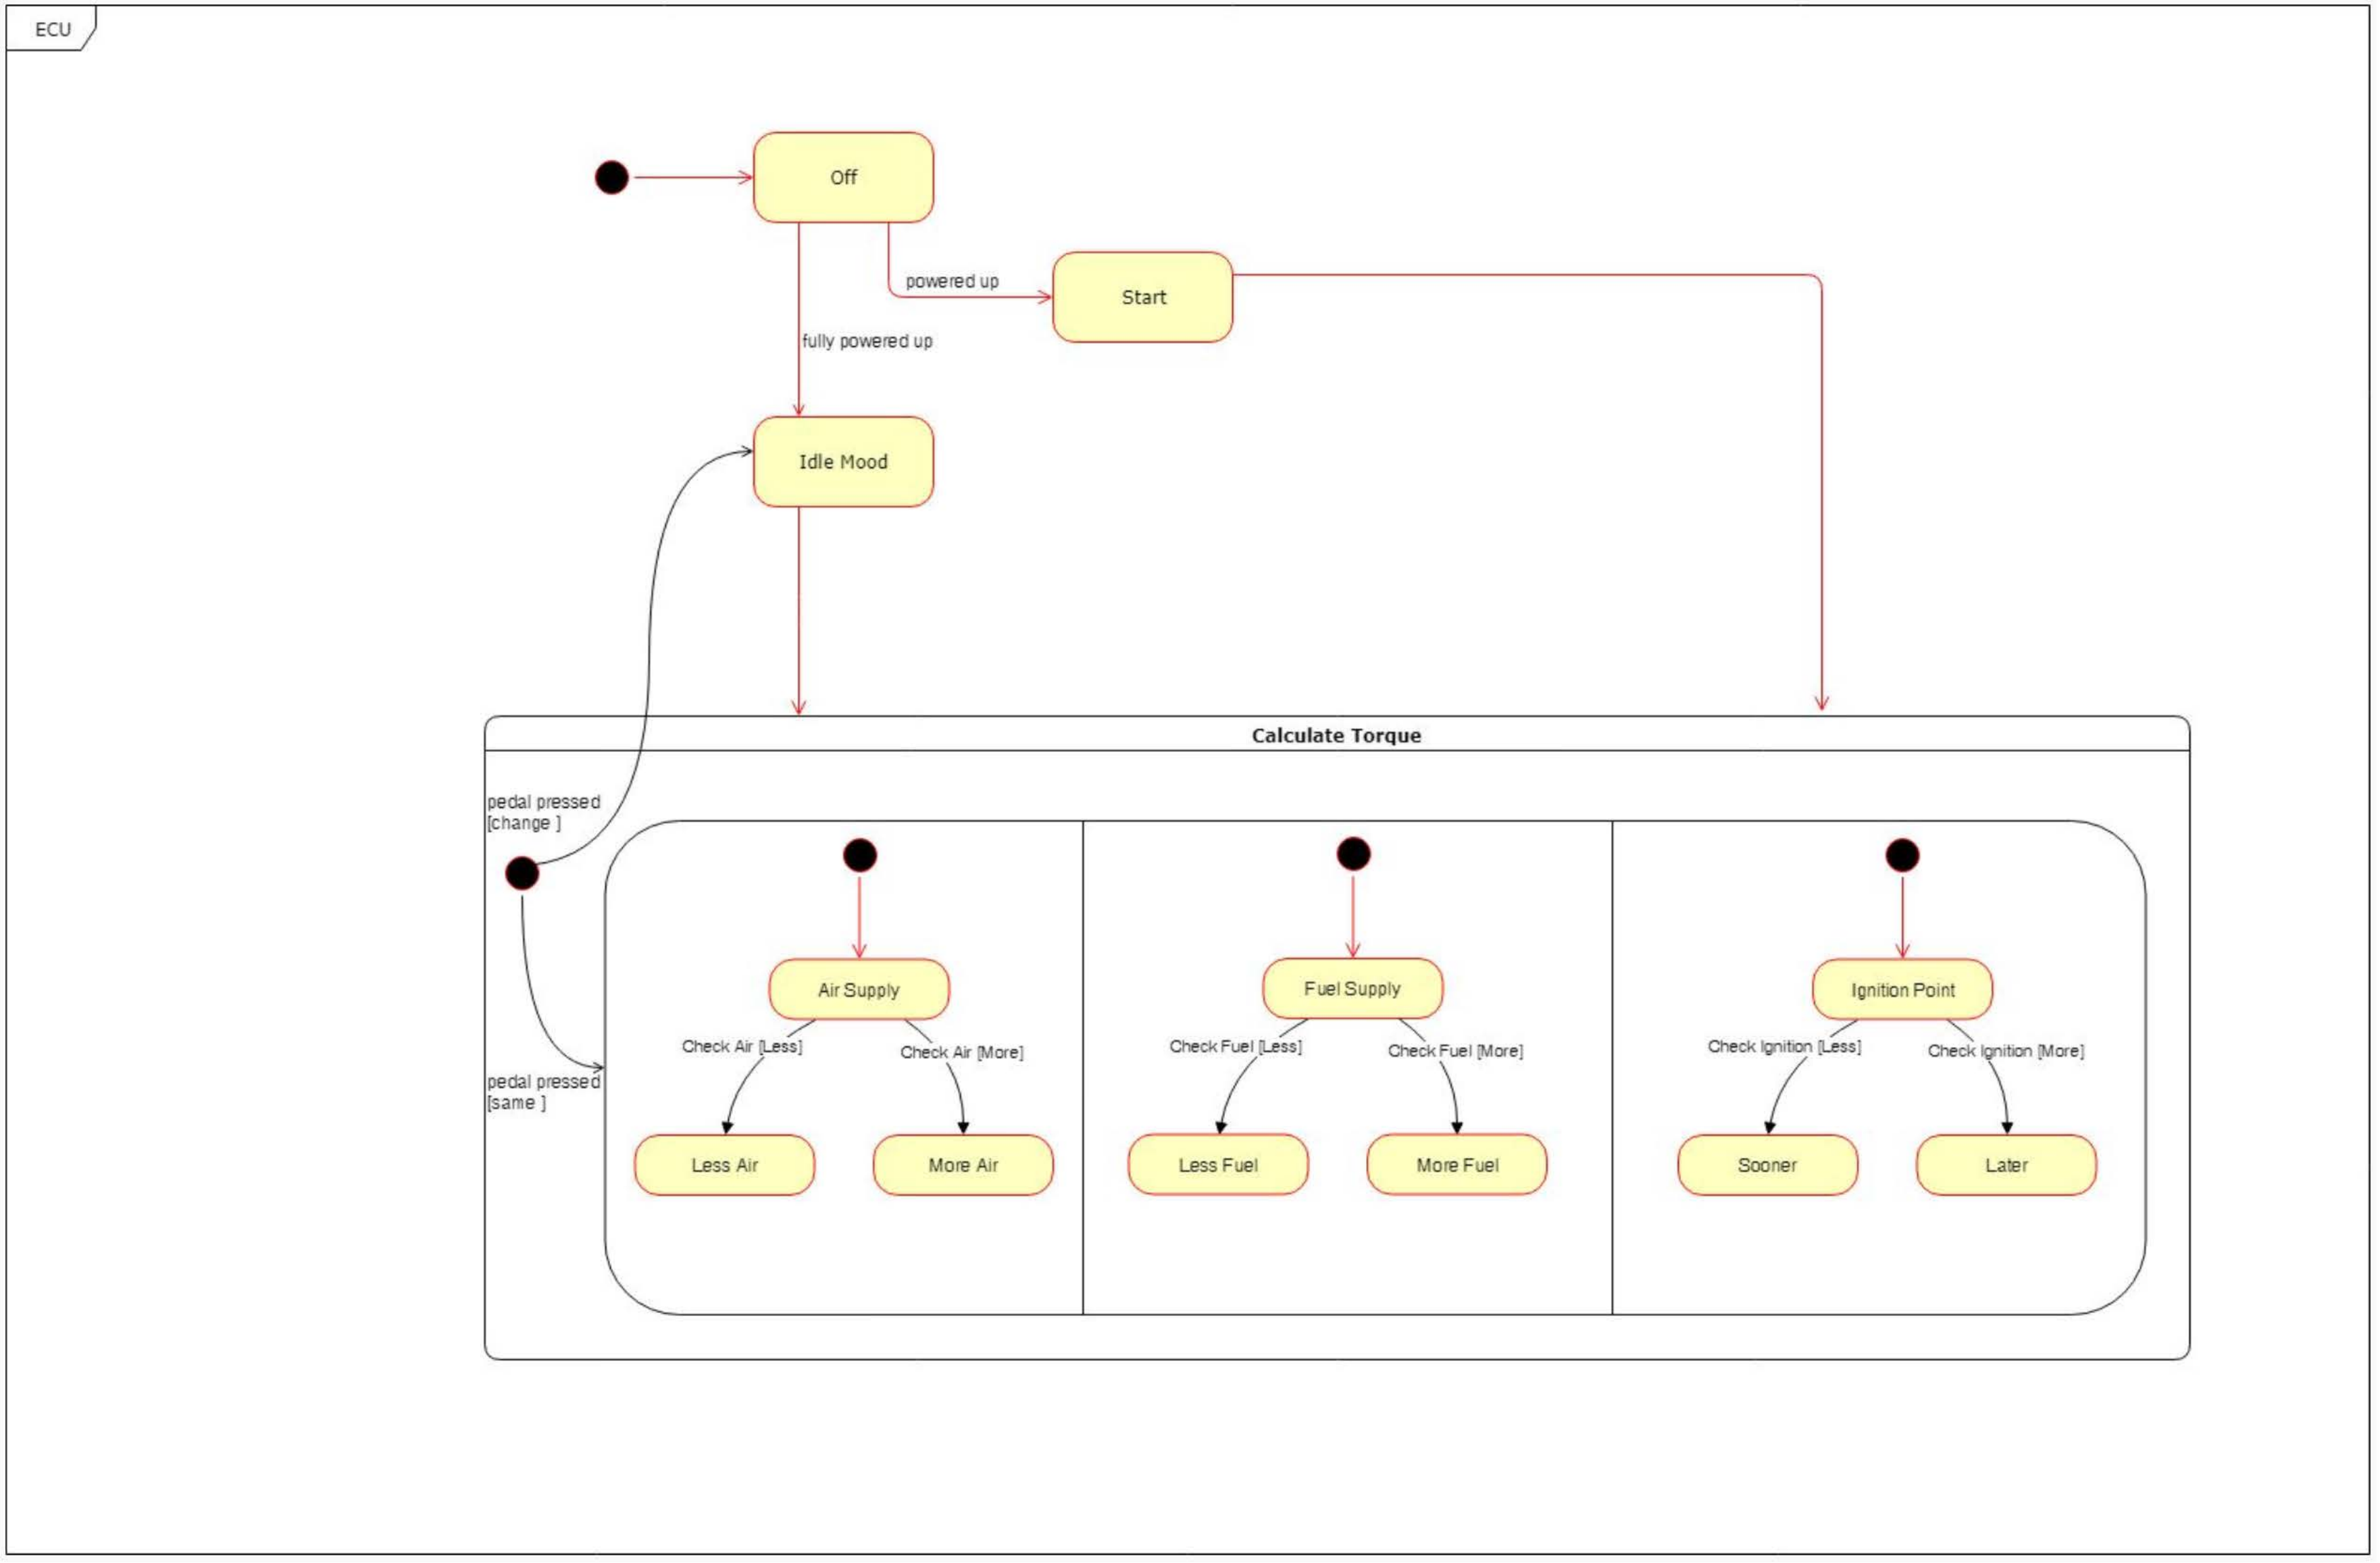 ECU
Off
powered up
Start
fully powered up
Idle Mood
Calculate Torque
pedal pressed
[change ]
Air Supply
Fuel Supply
Ignition Point
Check Air [Less]
Check Air [More]
Check Fuel [Less]
Check Fuel [More]
Check Ignition [Less]
Check Ignition [More]
pedal pressed
[same ]
Less Air
More Air
Less Fuel
More Fuel
Sooner
Later